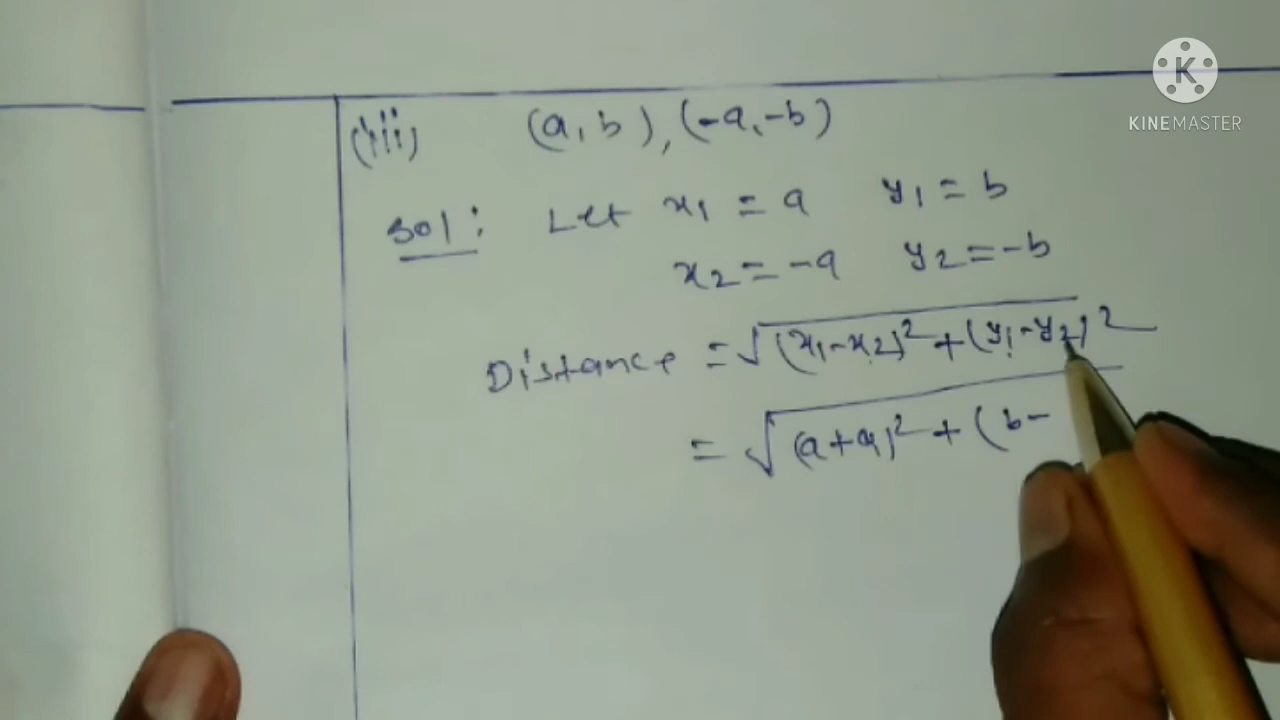 K
KINEMASTER
(iii) (a, b), (-a, -b)
Sol: Let x₁ = a y₁ = b
x₂ = -a y₂ = -b
Distance = √(x₁-x₂)² + (y₁-y₂)²
= √(a+a)² + (b-